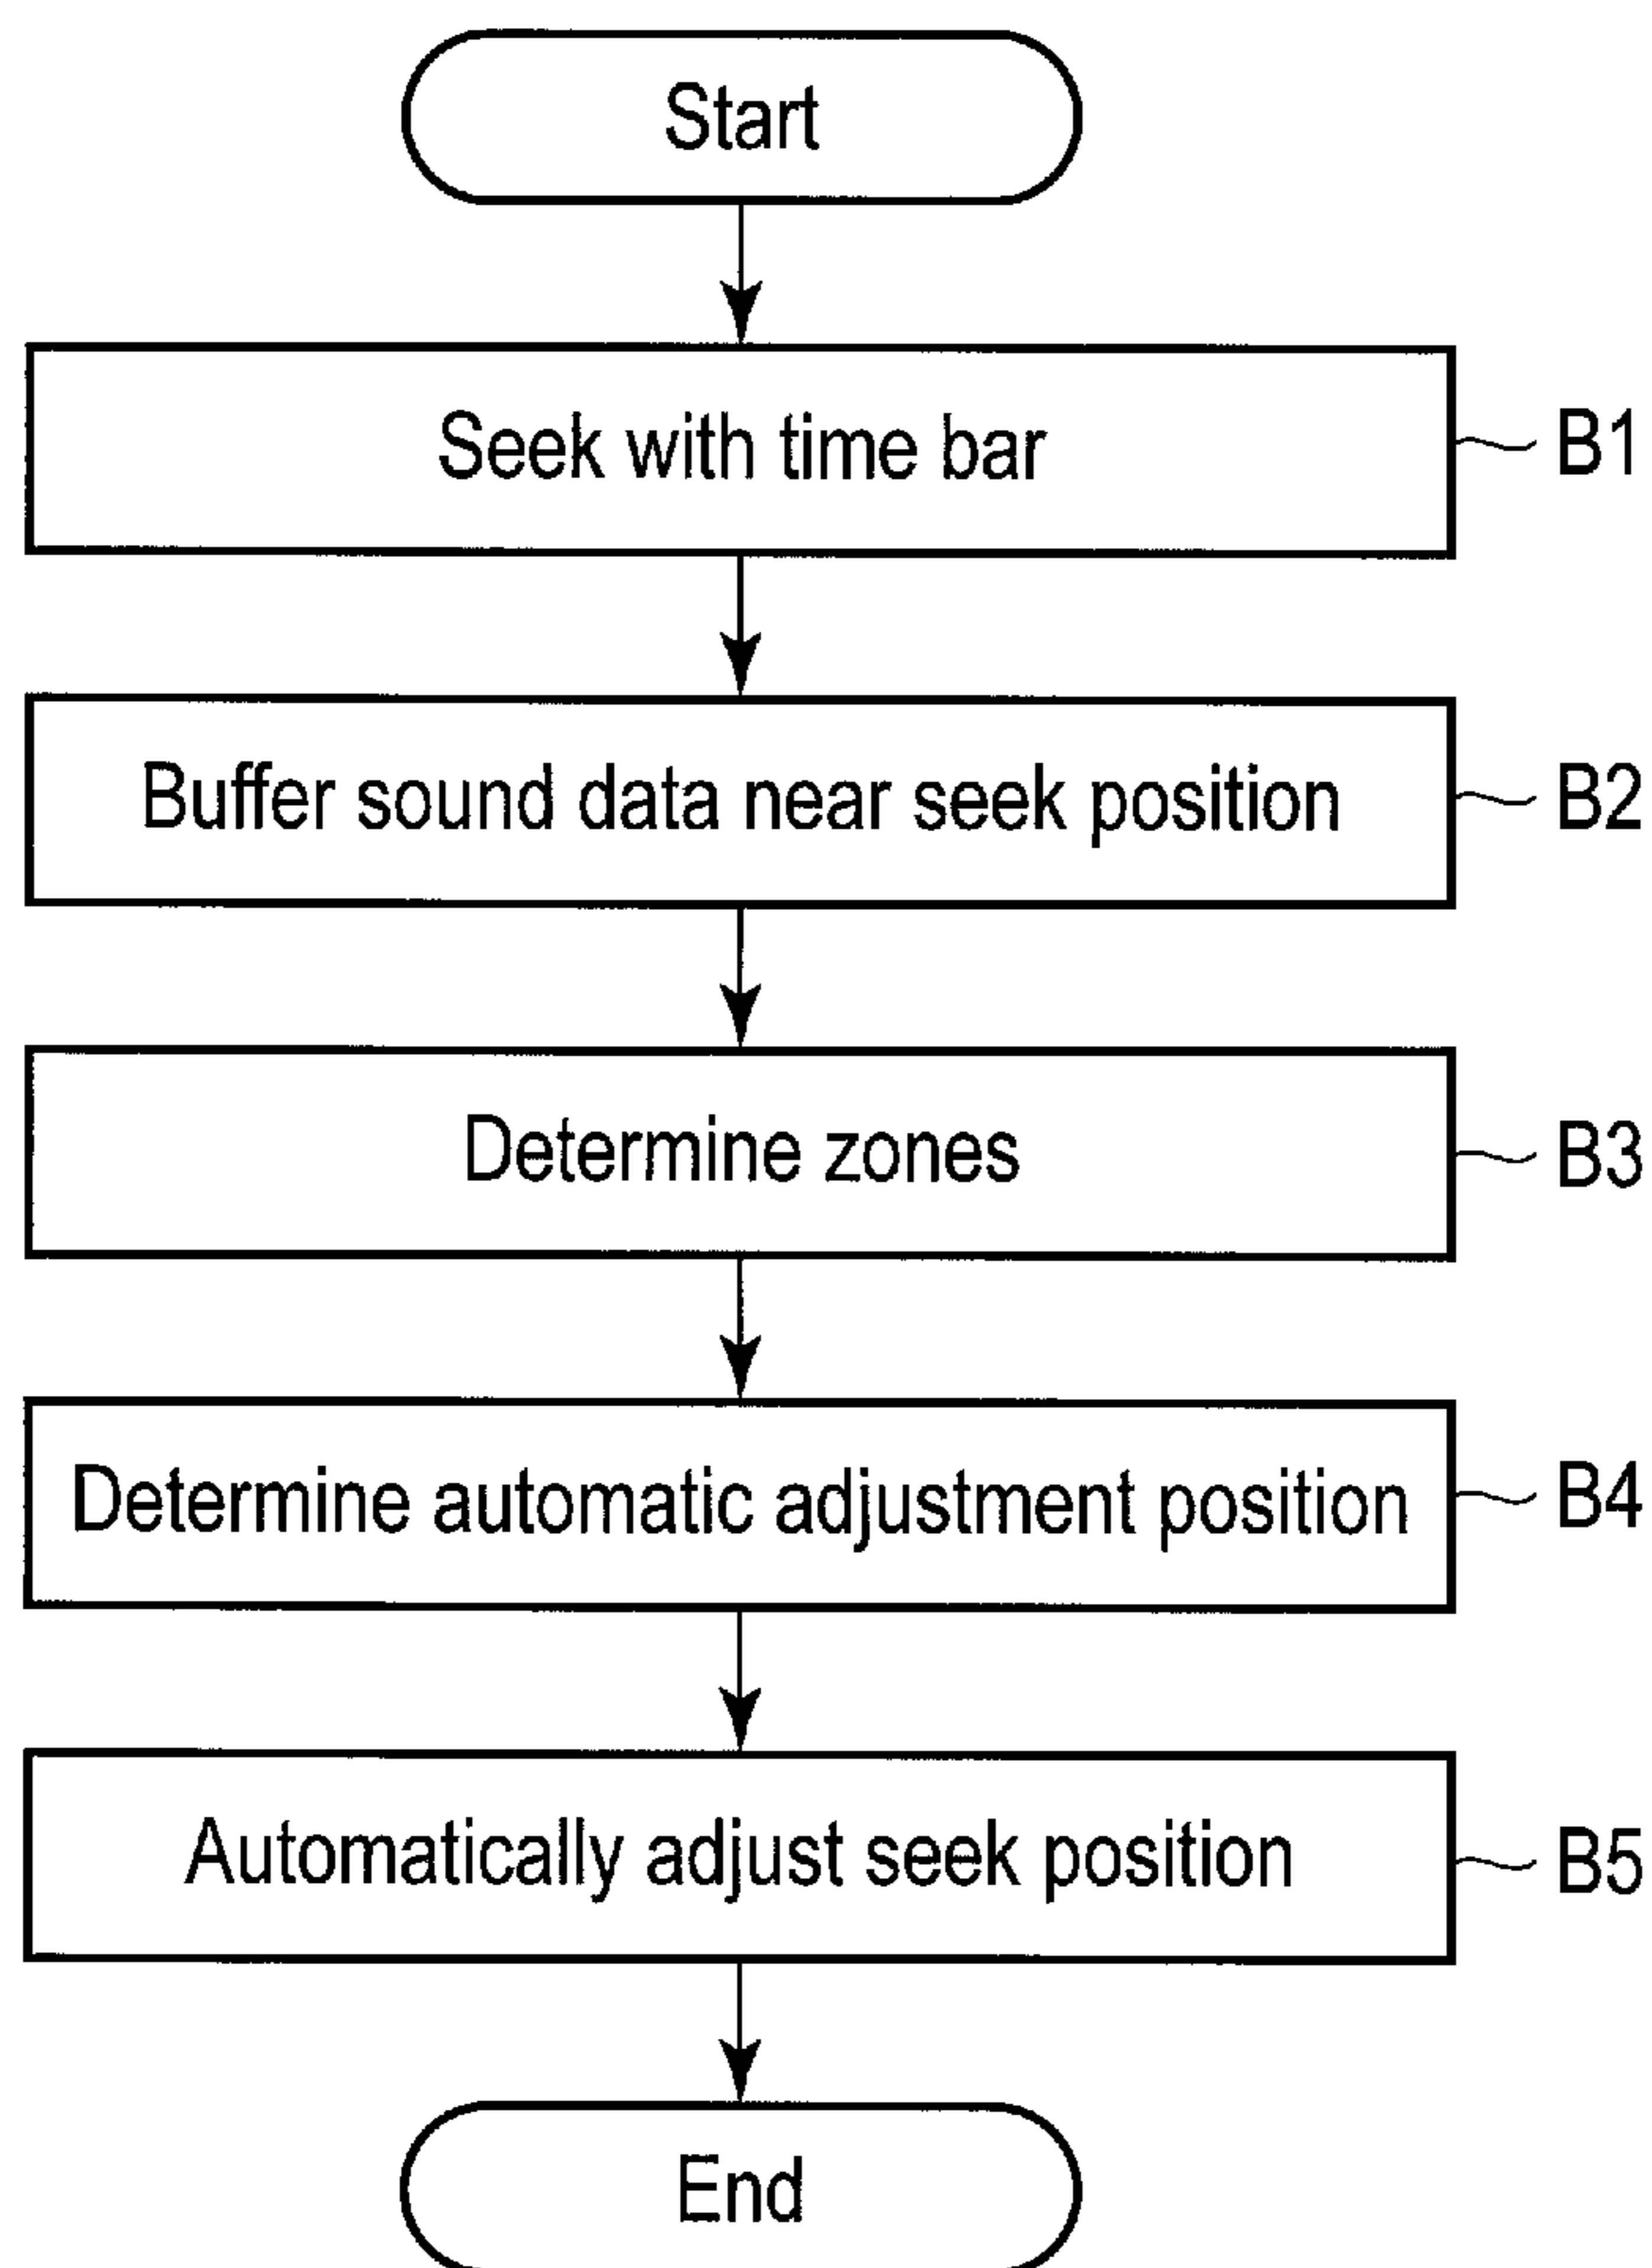 Start
Seek with time bar
B1
Buffer sound data near seek position
B2
Determine zones
B3
Determine automatic adjustment position
B4
Automatically adjust seek position
B5
End